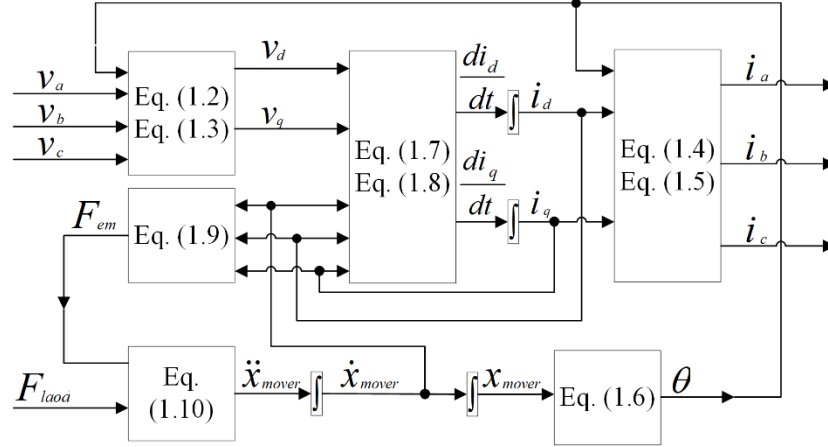 v_a
v_b
v_c
Eq. (1.2)
Eq. (1.3)
v_d
v_q
Eq. (1.7)
Eq. (1.8)
di_d
dt
∫
i_d
di_q
dt
∫
i_q
Eq. (1.4)
Eq. (1.5)
i_a
i_b
i_c
F_em
Eq. (1.9)
F_laod
Eq.
(1.10)
ẍ_mover
∫
ẋ_mover
∫
x_mover
Eq. (1.6)
θ